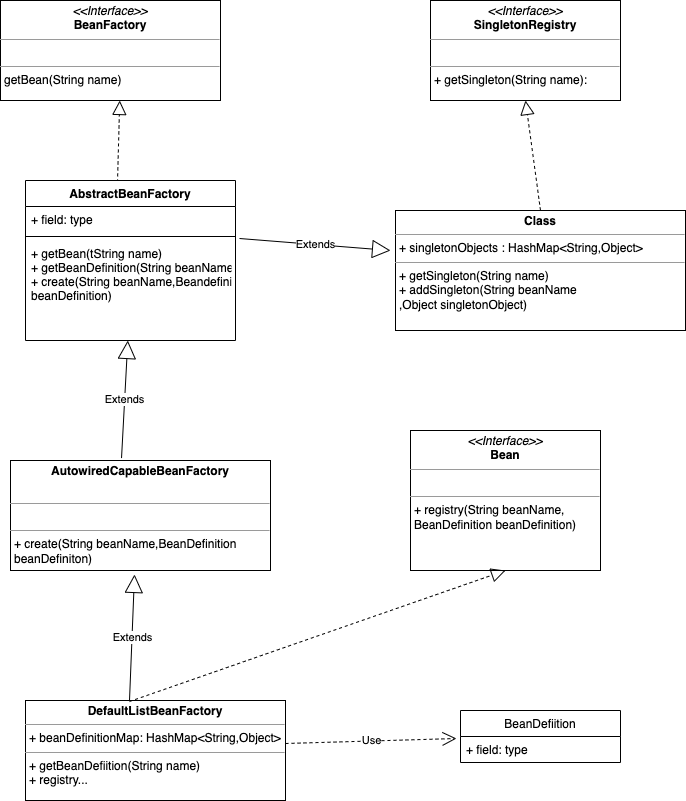 <<Interface>>
BeanFactory
getBean(String name)
<<Interface>>
SingletonRegistry
+ getSingleton(String name):
AbstractBeanFactory
+ field: type
+ getBean(tString name)
+ getBeanDefinition(String beanName
+ create(String beanName,Beandefini
beanDefinition)
Extends
Class
+ singletonObjects : HashMap<String,Object>
+ getSingleton(String name)
+ addSingleton(String beanName
,Object singletonObject)
Extends
AutowiredCapableBeanFactory
+ create(String beanName,BeanDefinition
beanDefiniton)
<<Interface>>
Bean
+ registry(String beanName,
BeanDefinition beanDefinition)
Extends
DefaultListBeanFactory
+ beanDefinitionMap: HashMap<String,Object>
+ getBeanDefiition(String name)
+ registry...
Use
BeanDefiition
+ field: type